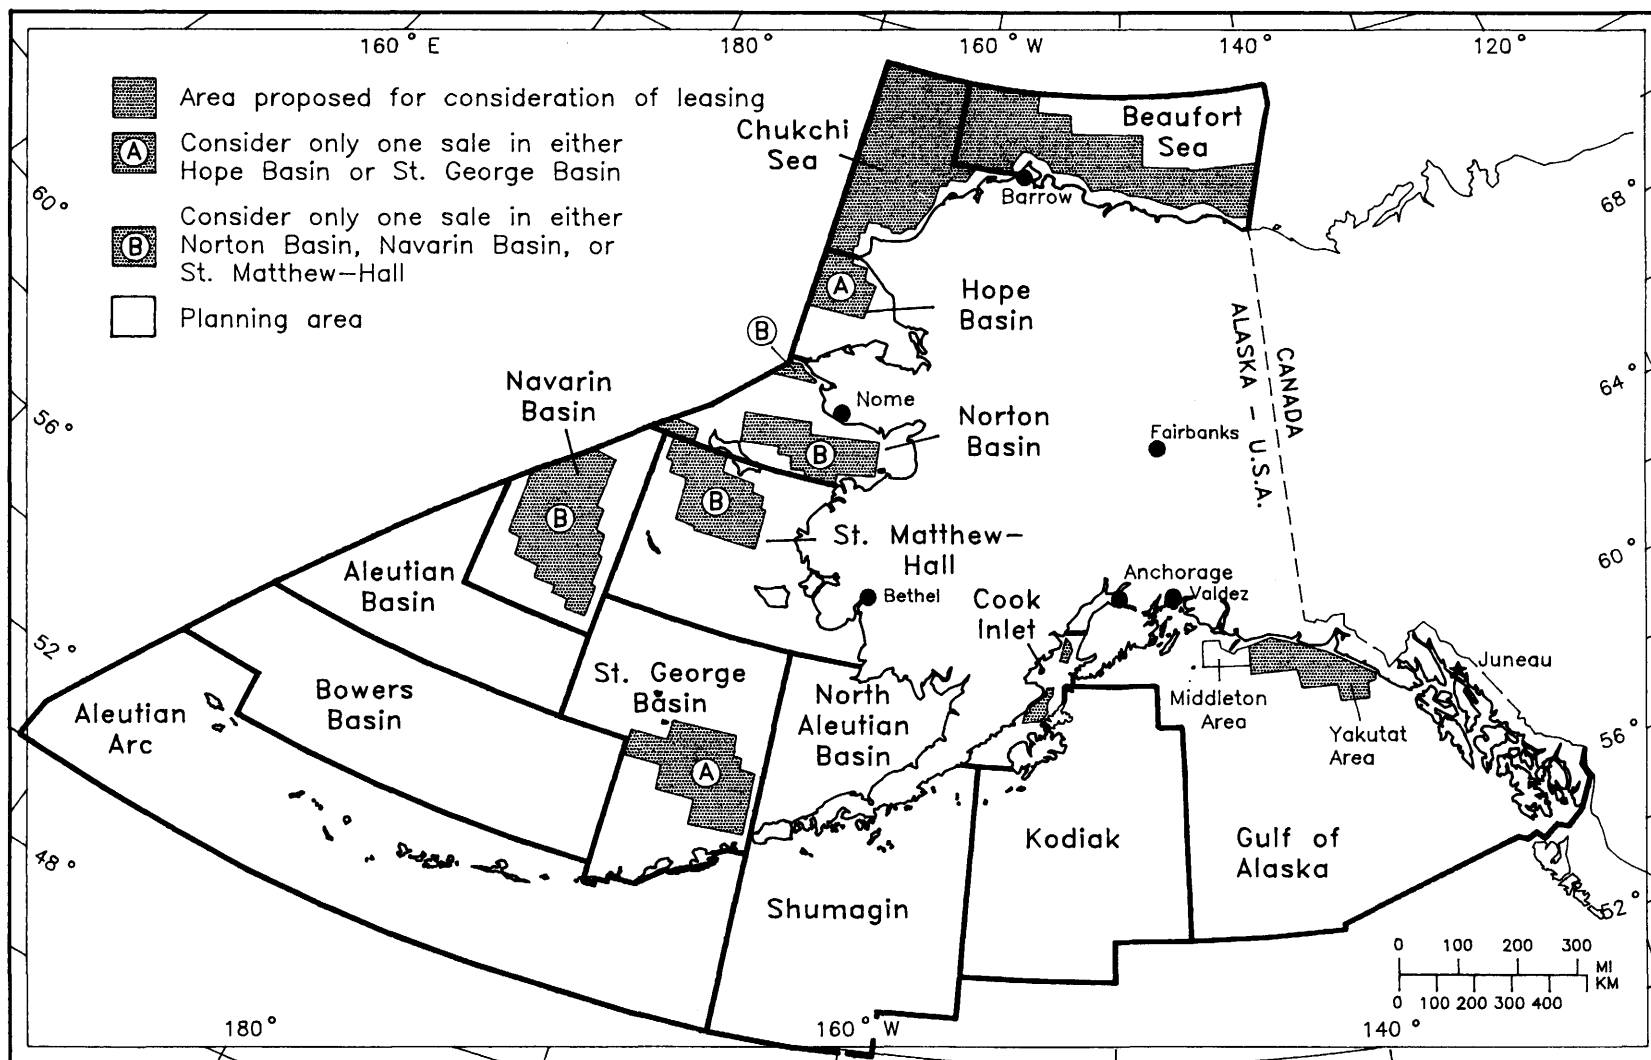 160° E
180°
160° W
140°
120°
Area proposed for consideration of leasing
A
Consider only one sale in either
Hope Basin or St. George Basin
B
Consider only one sale in either
Norton Basin, Navarin Basin, or
St. Matthew-Hall
Planning area
Chukchi
Sea
Beaufort
Sea
Barrow
60°
68°
A
Hope
Basin
B
ALASKA - U.S.A.
CANADA
64°
Navarin
Basin
Nome
Norton
Basin
B
Fairbanks
56°
B
B
St. Matthew-
Hall
60°
Aleutian
Basin
Bethel
Cook
Inlet
Anchorage
Valdez
52°
St. George
Basin
Juneau
Bowers
Basin
North
Aleutian
Basin
Middleton
Area
Aleutian
Arc
Yakutat
Area
56°
A
48°
Kodiak
Gulf of
Alaska
Shumagin
52°
0 100 200 300
MI
KM
0 100 200 300 400
180°
160° W
140°